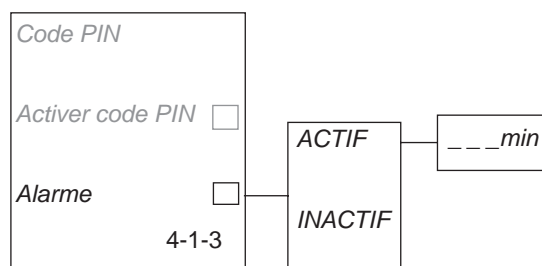 Code PIN
Activer code PIN
Alarme
4-1-3
ACTIF
INACTIF
_ _ _min